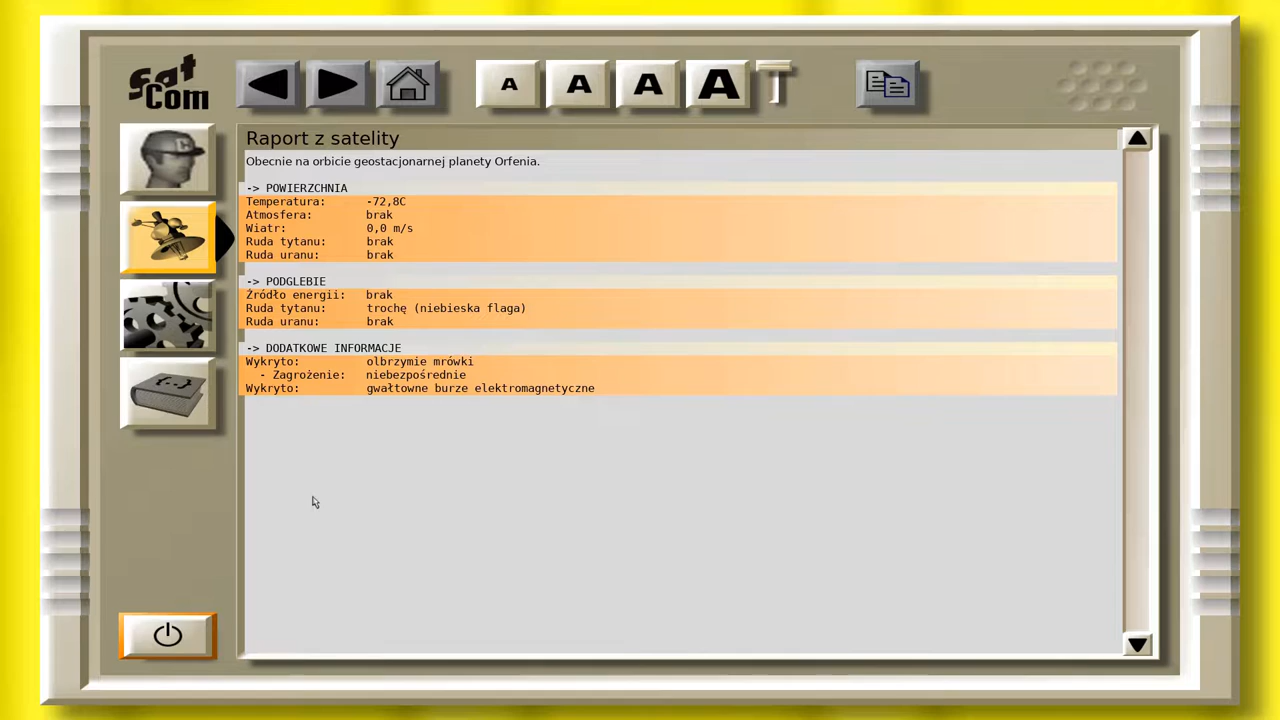 Sat
Com
A A A A T
Raport z satelity
Obecnie na orbicie geostacjonarnej planety Orfenia.
-> POWIERZCHNIA
Temperatura: -72,8C
Atmosfera: brak
Wiatr: 0,0 m/s
Ruda tytanu: brak
Ruda uranu: brak
-> PODGLEBIE
Źródło energii: brak
Ruda tytanu: trochę (niebieska flaga)
Ruda uranu: brak
-> DODATKOWE INFORMACJE
Wykryto: olbrzymie mrówki
- Zagrożenie: niebezpośrednie
Wykryto: gwałtowne burze elektromagnetyczne
{..}